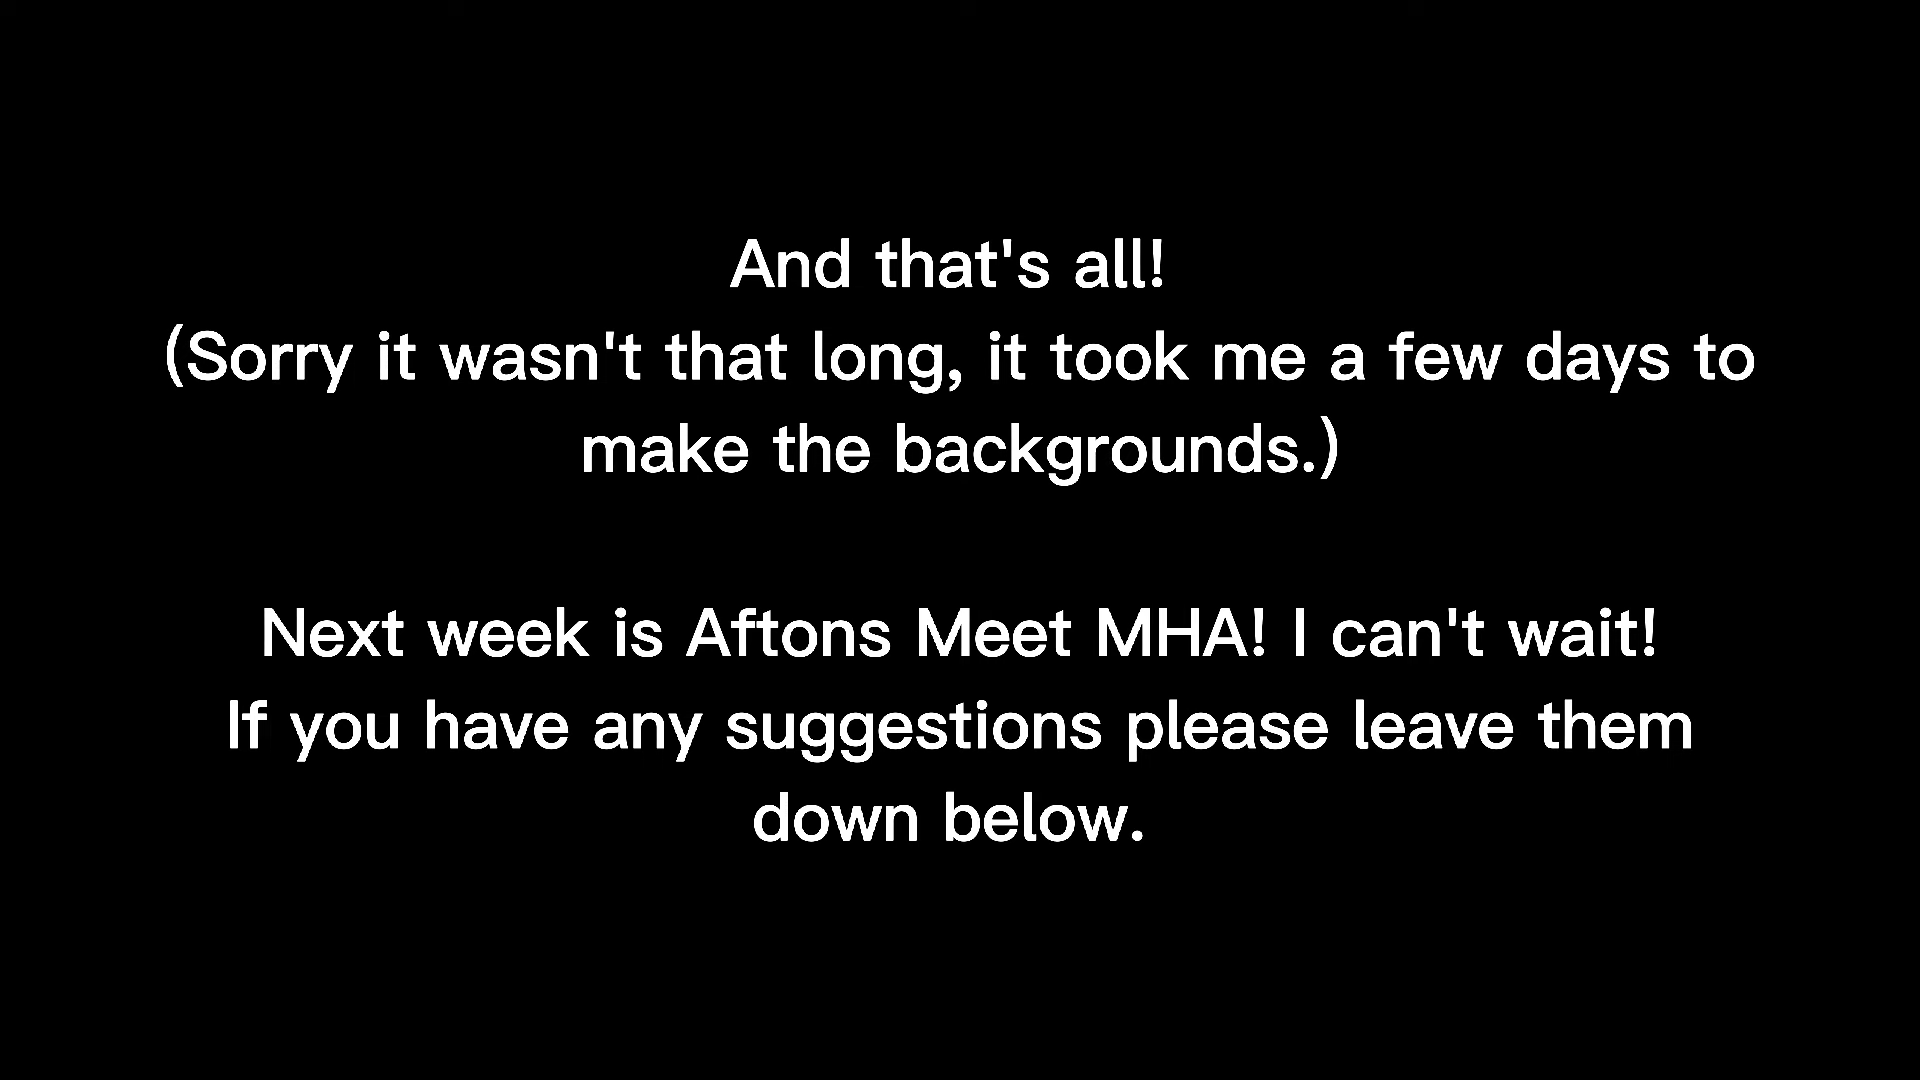 And that's all!
(Sorry it wasn't that long, it took me a few days to
make the backgrounds.)
Next week is Aftons Meet MHA! I can't wait!
If you have any suggestions please leave them
down below.